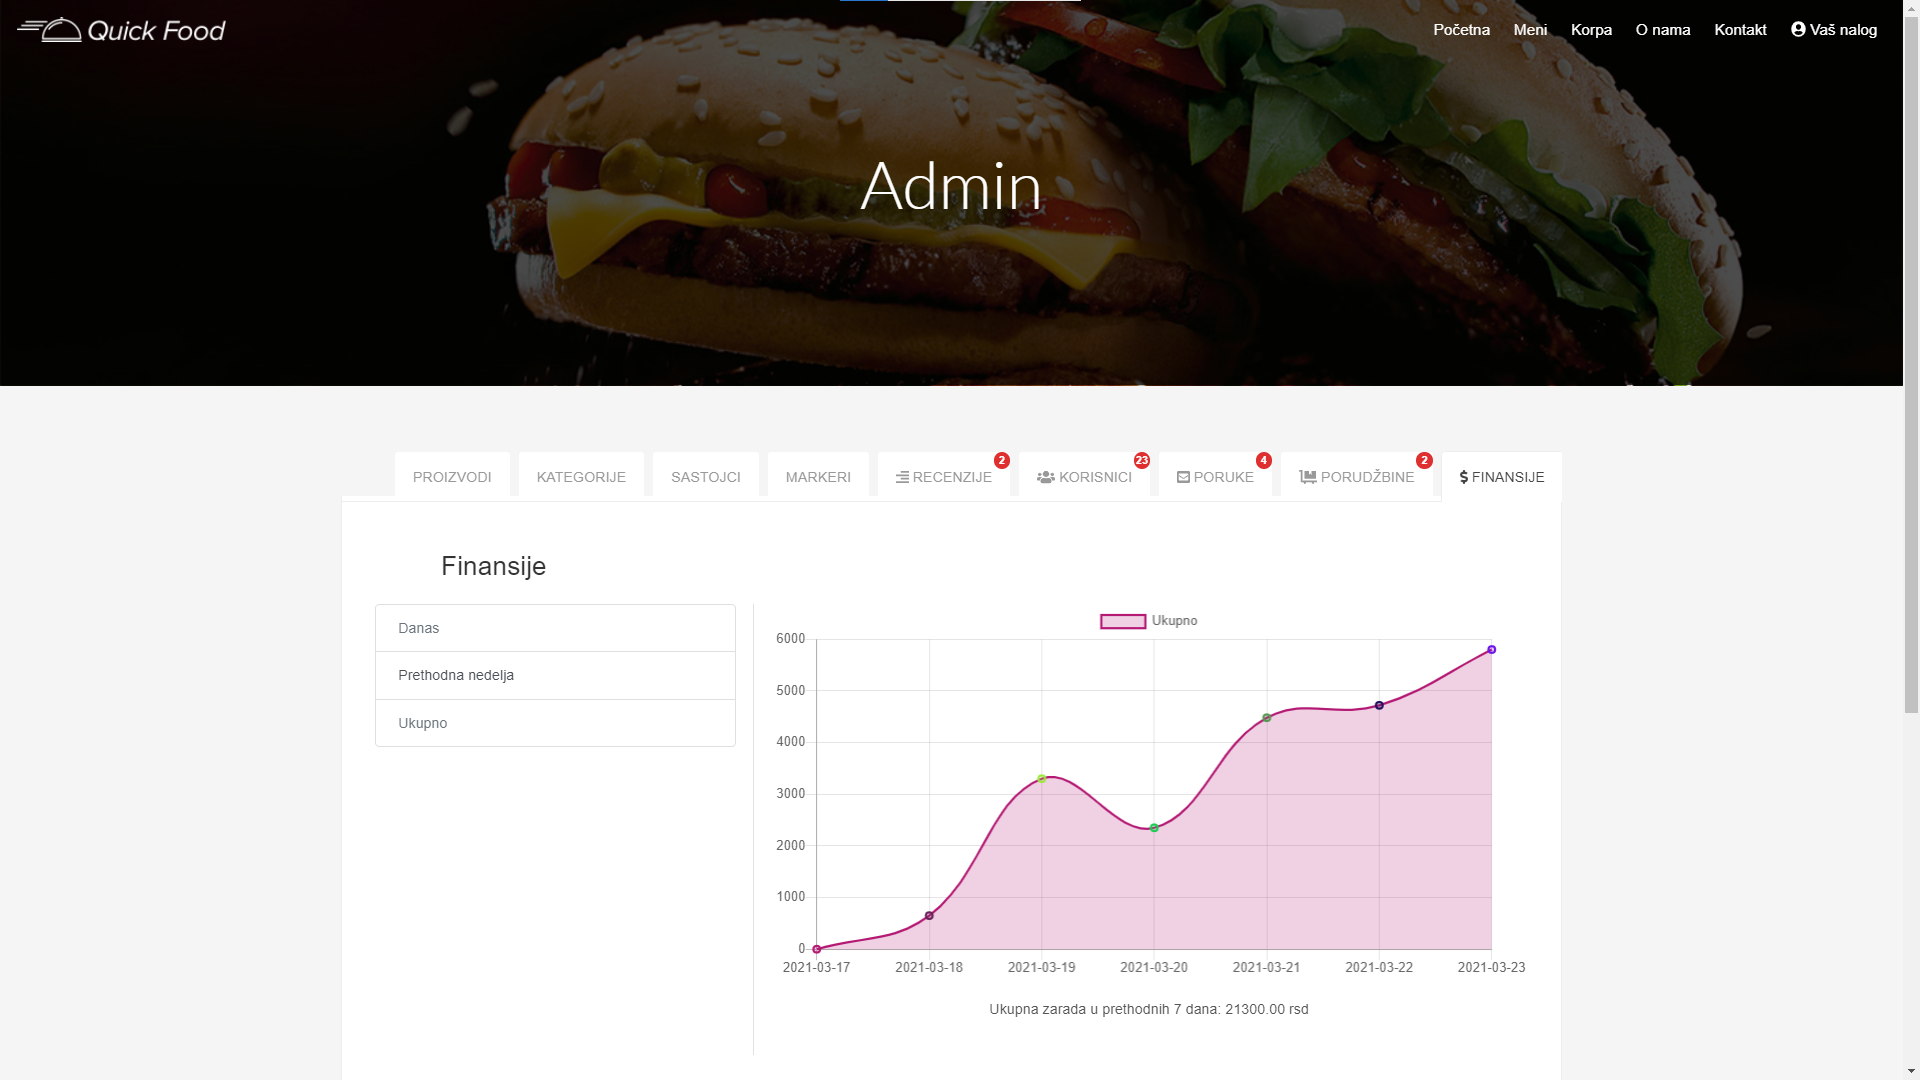 Quick Food
Početna Meni Korpa O nama Kontakt Vaš nalog
Admin
PROIZVODI KATEGORIJE SASTOJCI MARKERI RECENZIJE 2 KORISNICI 23 PORUKE 4 PORUDŽBINE 2 FINANSIJE
Finansije
Danas
Prethodna nedelja
Ukupno
Ukupno
6000
5000
4000
3000
2000
1000
0
2021-03-17 2021-03-18 2021-03-19 2021-03-20 2021-03-21 2021-03-22 2021-03-23
Ukupna zarada u prethodnih 7 dana: 21300.00 rsd